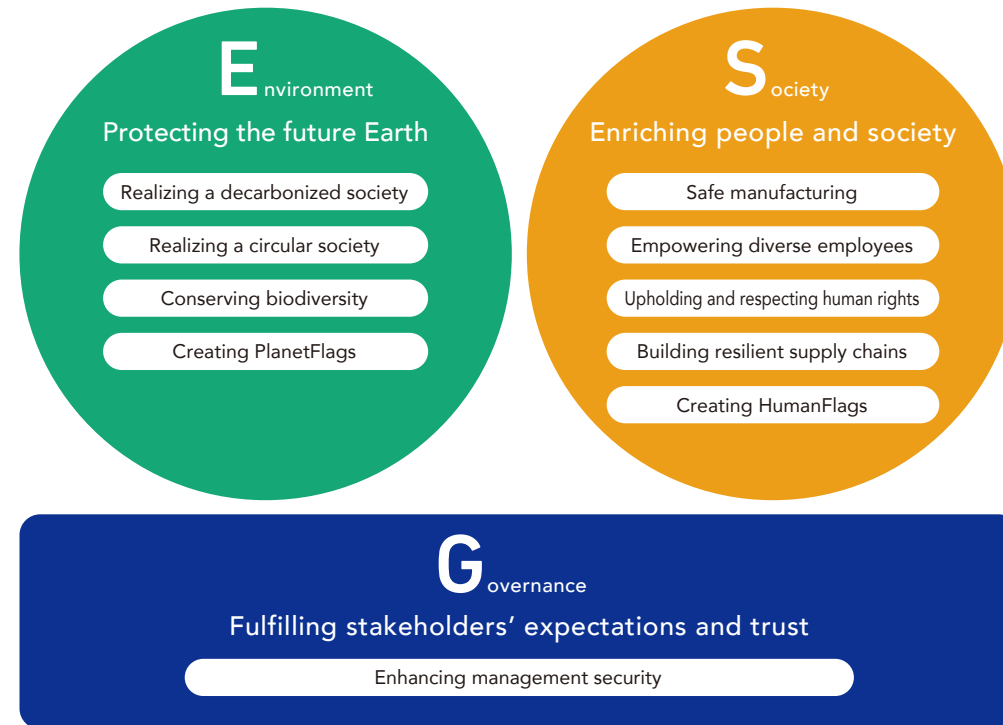 Environment
Protecting the future Earth
Realizing a decarbonized society
Realizing a circular society
Conserving biodiversity
Creating PlanetFlags
Society
Enriching people and society
Safe manufacturing
Empowering diverse employees
Upholding and respecting human rights
Building resilient supply chains
Creating HumanFlags
Governance
Fulfilling stakeholders’ expectations and trust
Enhancing management security